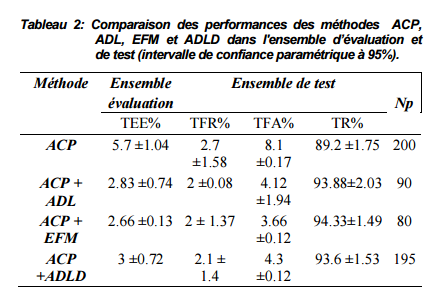 Tableau 2: Comparaison des performances des méthodes ACP,
ADL, EFM et ADLD dans l'ensemble d'évaluation et
de test (intervalle de confiance paramétrique à 95%).
Méthode Ensemble évaluation Ensemble de test Np
TEE% TFR% TFA% TR%
ACP 5.7 ±1.04 2.7 ±1.58 8.1 ±0.17 89.2 ±1.75 200
ACP + ADL 2.83 ±0.74 2 ±0.08 4.12 ±1.94 93.88±2.03 90
ACP + EFM 2.66 ±0.13 2 ± 1.37 3.66 ±0.12 94.33±1.49 80
ACP +ADLD 3 ±0.72 2.1 ± 1.4 4.3 ±0.12 93.6 ±1.53 195